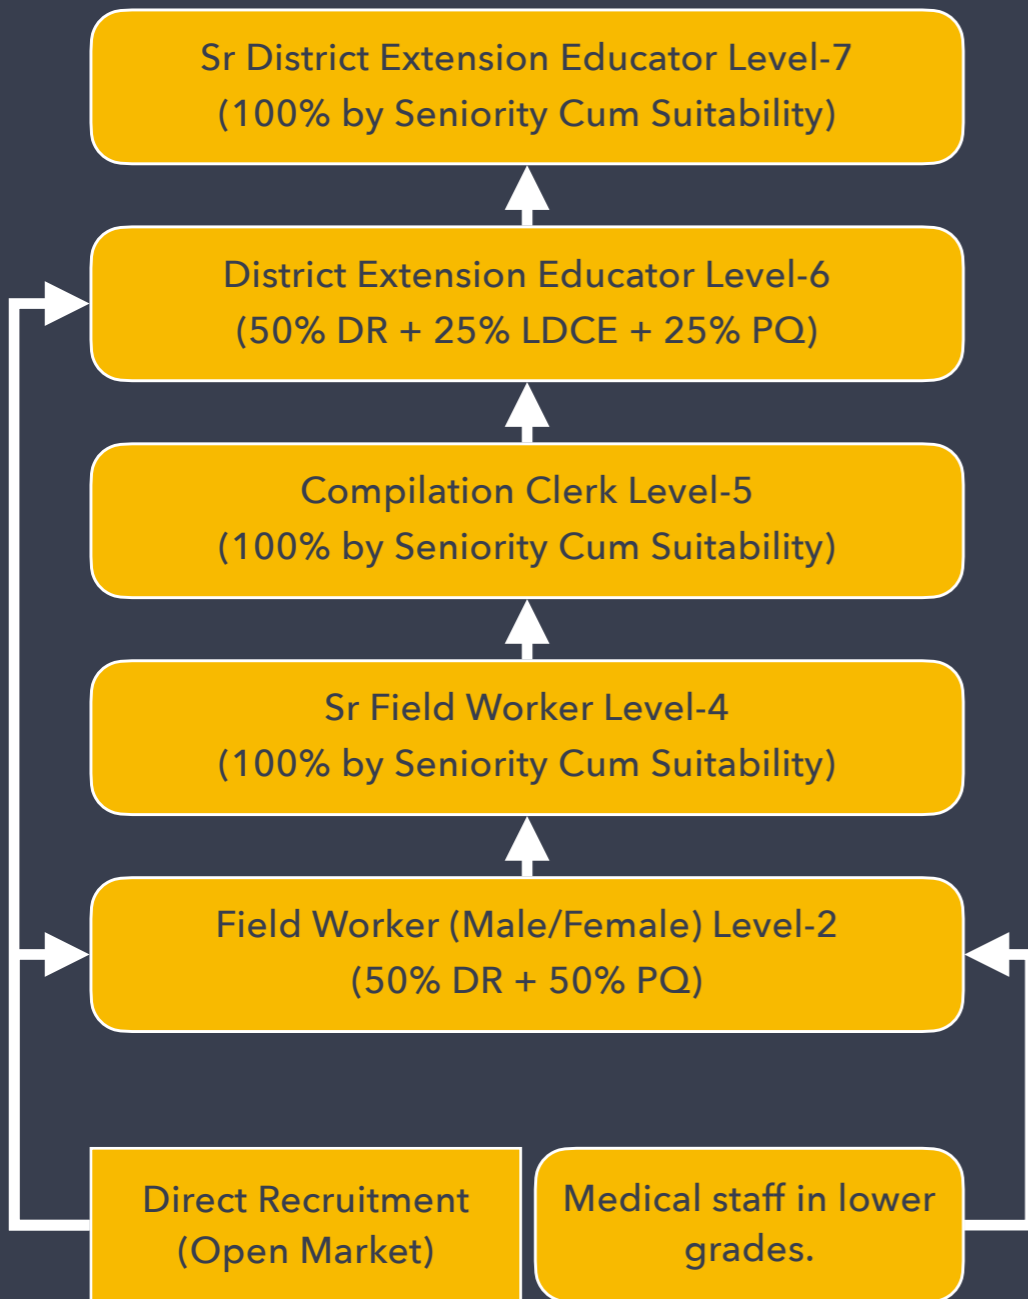 Sr District Extension Educator Level-7
(100% by Seniority Cum Suitability)
District Extension Educator Level-6
(50% DR + 25% LDCE + 25% PQ)
Compilation Clerk Level-5
(100% by Seniority Cum Suitability)
Sr Field Worker Level-4
(100% by Seniority Cum Suitability)
Field Worker (Male/Female) Level-2
(50% DR + 50% PQ)
Direct Recruitment
(Open Market)
Medical staff in lower
grades.